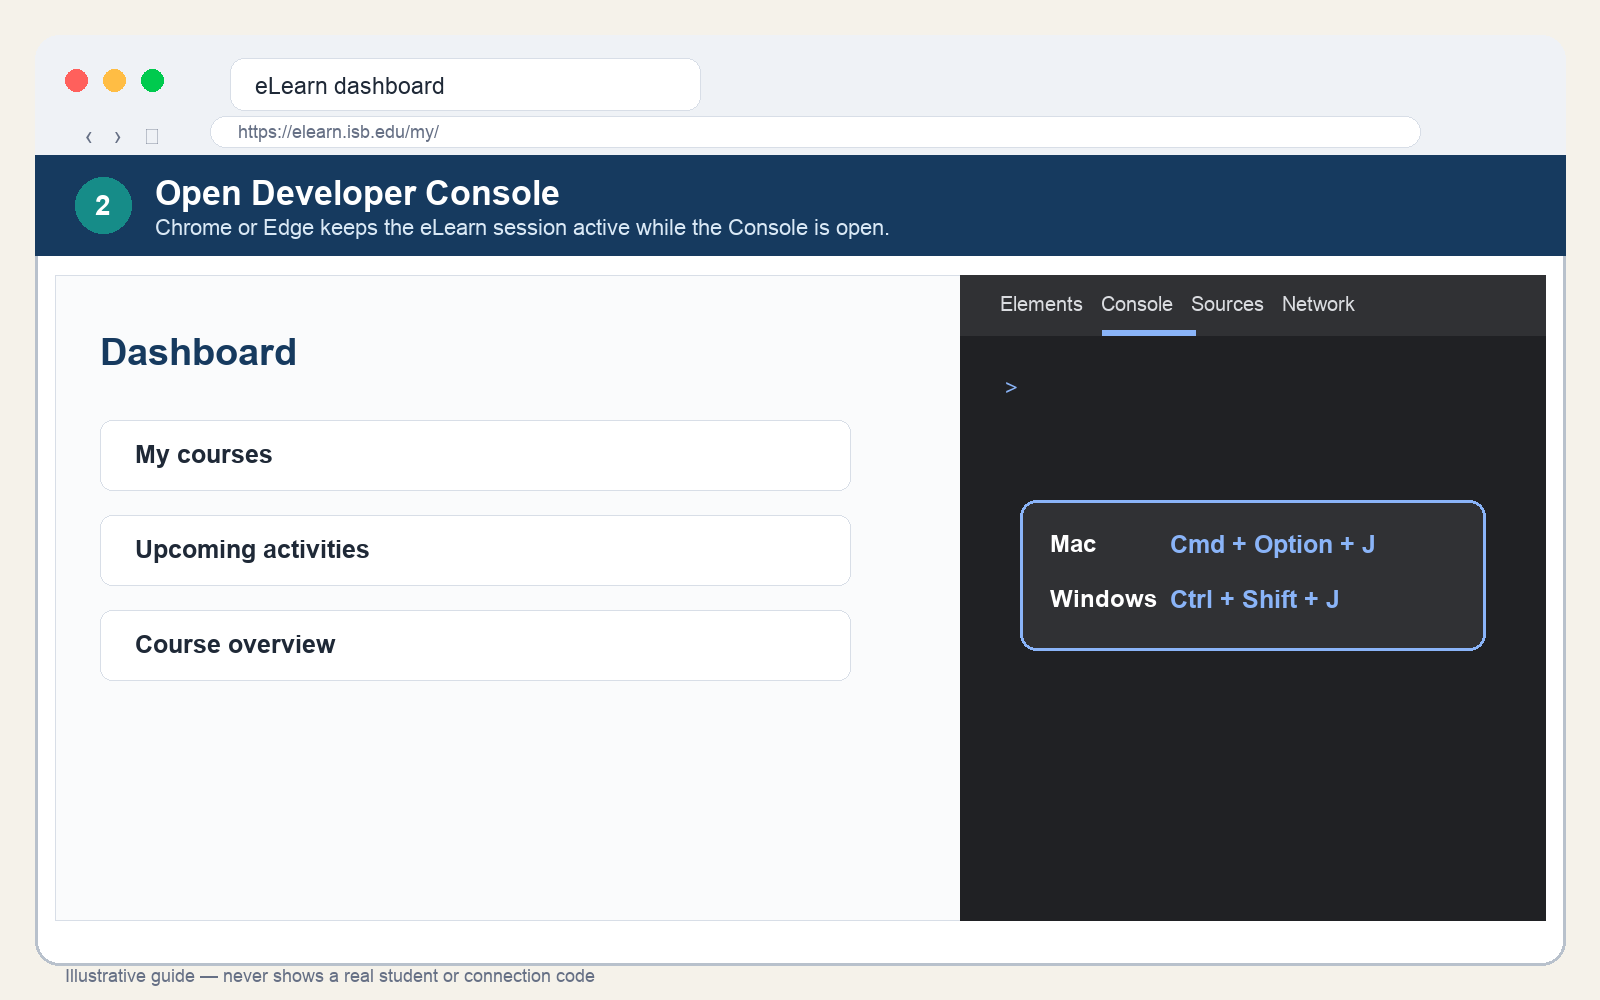 eLearn dashboard
https://elearn.isb.edu/my/
2
Open Developer Console
Chrome or Edge keeps the eLearn session active while the Console is open.
Dashboard
My courses
Upcoming activities
Course overview
Elements Console Sources Network
>
Mac Cmd + Option + J
Windows Ctrl + Shift + J
Illustrative guide — never shows a real student or connection code